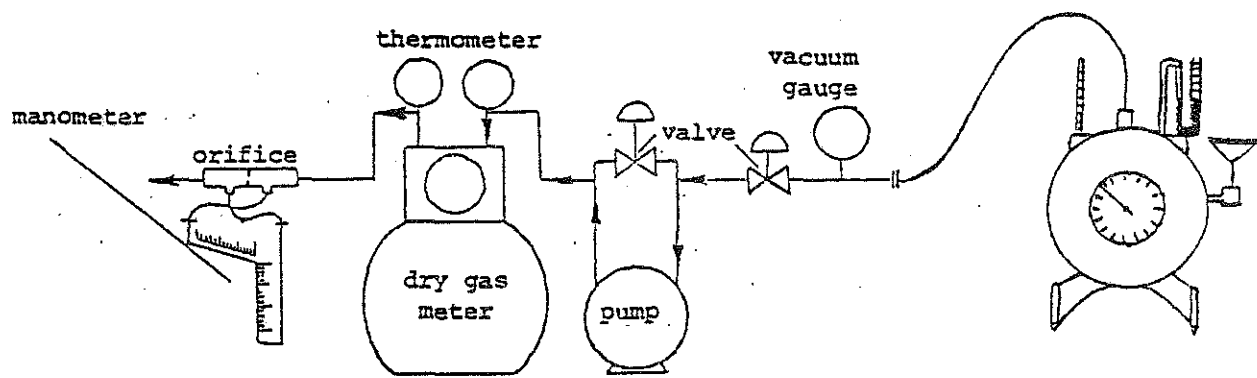 thermometer
vacuum
gauge
manometer
valve
orifice
dry gas
meter
pump